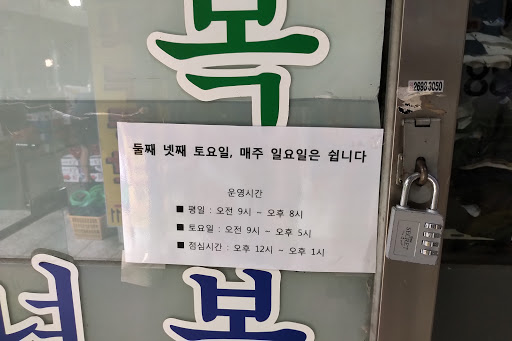 복
2680 3050
둘째 넷째 토요일, 매주 일요일은 쉽니다
운영시간
■ 평일 : 오전 9시 ~ 오후 8시
■ 토요일 : 오전 9시 ~ 오후 5시
■ 점심시간 : 오후 12시 ~ 오후 1시